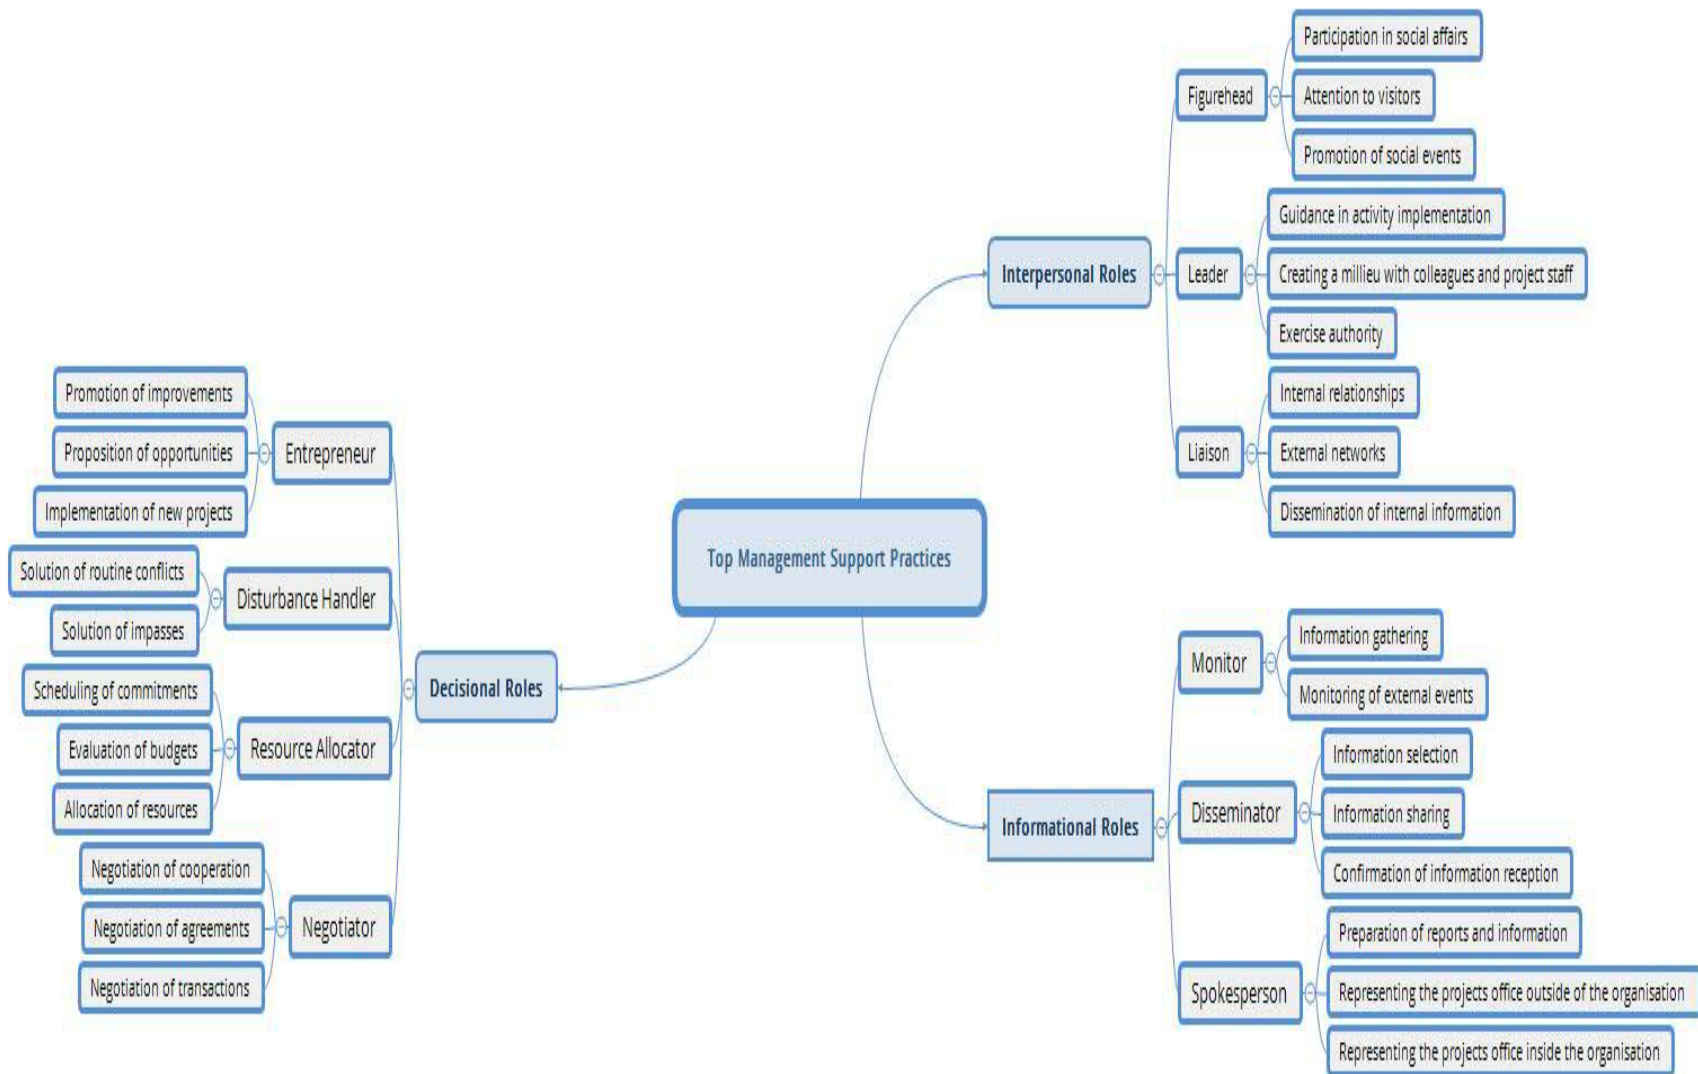 Top Management Support Practices
Interpersonal Roles
Figurehead
Participation in social affairs
Attention to visitors
Promotion of social events
Leader
Guidance in activity implementation
Creating a millieu with colleagues and project staff
Exercise authority
Liaison
Internal relationships
External networks
Dissemination of internal information
Informational Roles
Monitor
Information gathering
Monitoring of external events
Disseminator
Information selection
Information sharing
Confirmation of information reception
Spokesperson
Preparation of reports and information
Representing the projects office outside of the organisation
Representing the projects office inside the organisation
Decisional Roles
Entrepreneur
Promotion of improvements
Proposition of opportunities
Implementation of new projects
Disturbance Handler
Solution of routine conflicts
Solution of impasses
Resource Allocator
Scheduling of commitments
Evaluation of budgets
Allocation of resources
Negotiator
Negotiation of cooperation
Negotiation of agreements
Negotiation of transactions